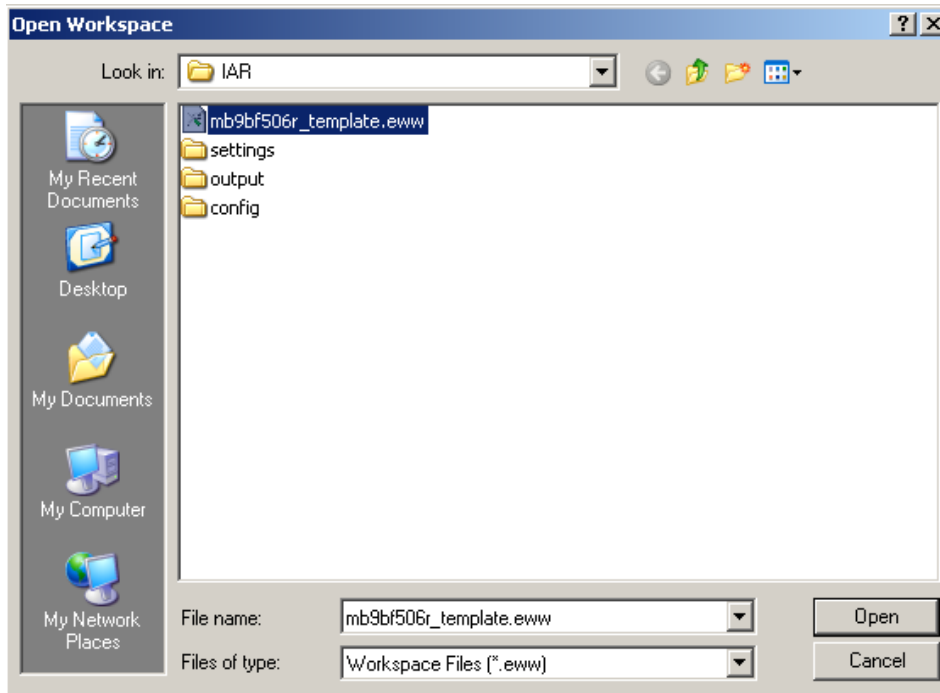 Open Workspace
Look in: IAR
mb9bf506r_template.eww
settings
output
config
My Recent
Documents
Desktop
My Documents
My Computer
My Network
Places
File name: mb9bf506r_template.eww Open
Files of type: Workspace Files (*.eww) Cancel